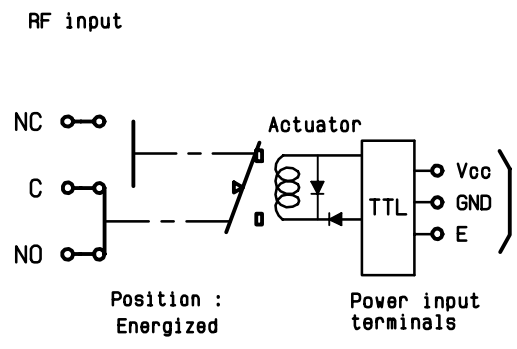 RF input
NC
Actuator
Vcc
C
TTL
GND
E
NO
Position :
Energized
Power input
terminals